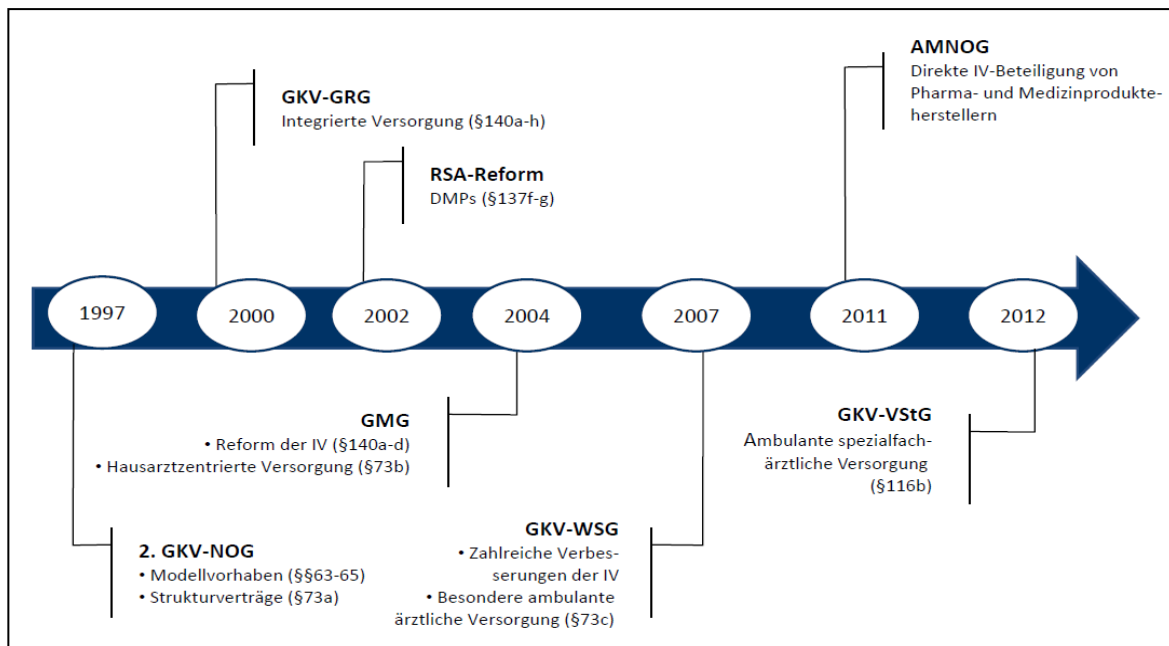 AMNOG
Direkte IV-Beteiligung von
Pharma- und Medizinprodukte-
herstellern
GKV-GRG
Integrierte Versorgung (§140a-h)
RSA-Reform
DMPs (§137f-g)
1997
2000
2002
2004
2007
2011
2012
GMG
• Reform der IV (§140a-d)
• Hausarztzentrierte Versorgung (§73b)
GKV-VStG
Ambulante spezialfach-
ärztliche Versorgung
(§116b)
2. GKV-NOG
• Modellvorhaben (§§63-65)
• Strukturverträge (§73a)
GKV-WSG
• Zahlreiche Verbes-
serungen der IV
• Besondere ambulante
ärztliche Versorgung (§73c)